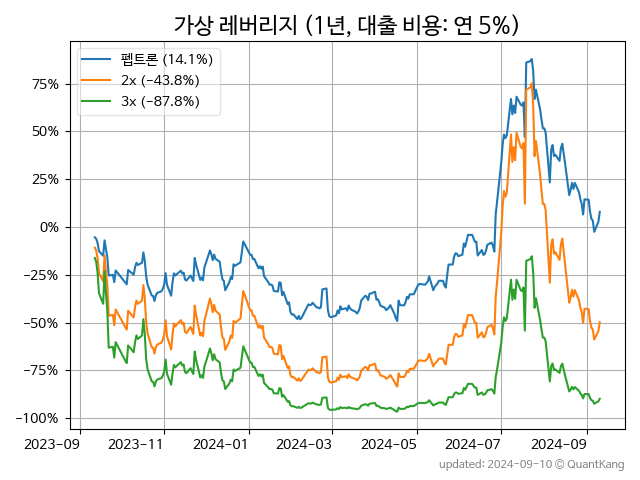 가상 레버리지 (1년, 대출 비용: 연 5%)
펩트론 (14.1%)
2x (−43.8%)
3x (−87.8%)
75%
50%
25%
0%
−25%
−50%
−75%
−100%
2023-09 2023-11 2024-01 2024-03 2024-05 2024-07 2024-09
updated: 2024-09-10 © QuantKang